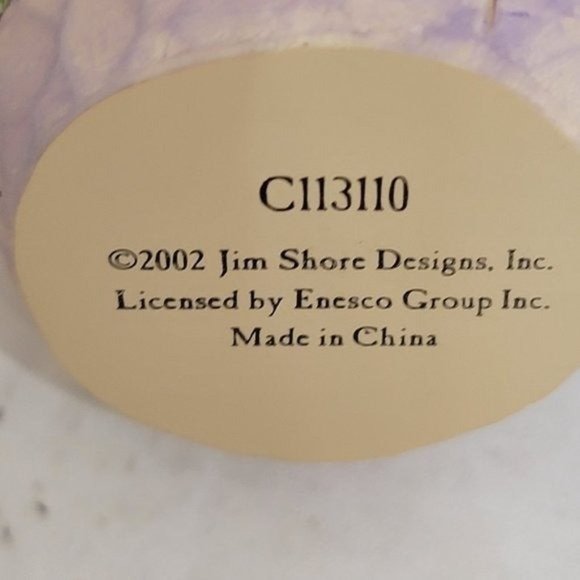 C113110
©2002 Jim Shore Designs, Inc.
Licensed by Enesco Group Inc.
Made in China